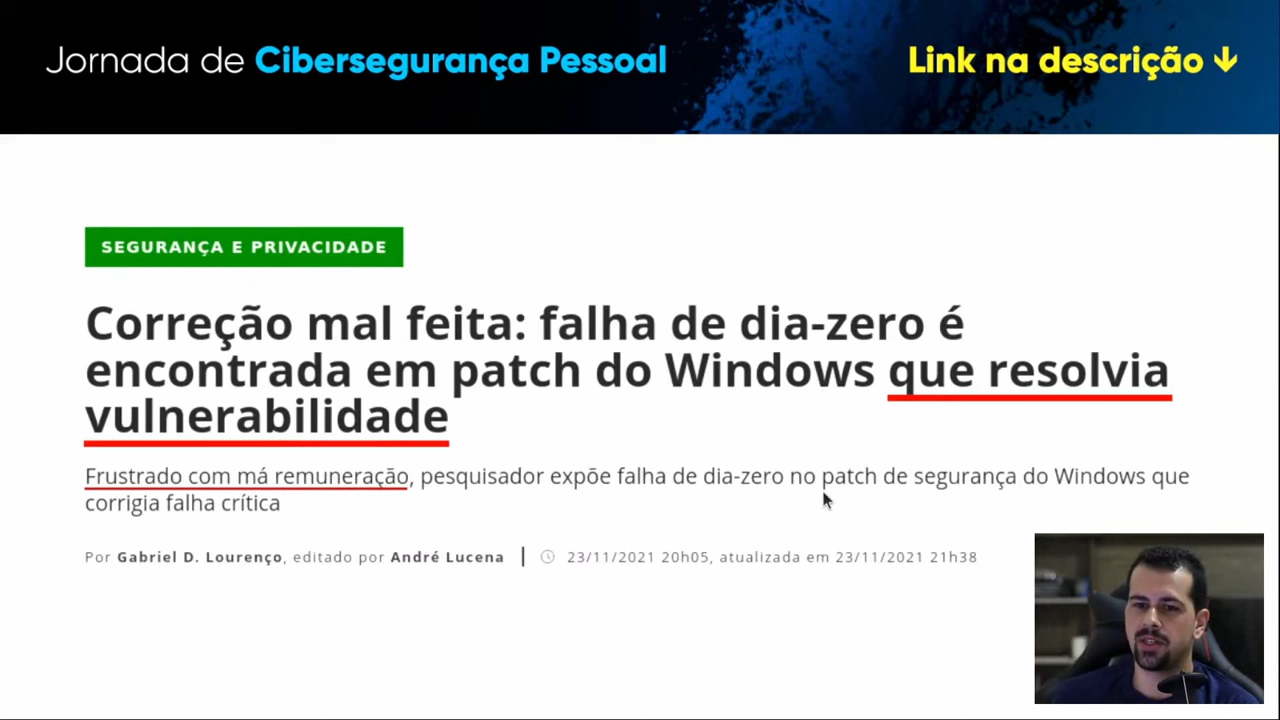 Jornada de Cibersegurança Pessoal
Link na descrição ↓
SEGURANÇA E PRIVACIDADE
Correção mal feita: falha de dia-zero é
encontrada em patch do Windows que resolvia
vulnerabilidade
Frustrado com má remuneração, pesquisador expõe falha de dia-zero no patch de segurança do Windows que
corrigia falha crítica
Por Gabriel D. Lourenço, editado por André Lucena | 23/11/2021 20h05, atualizada em 23/11/2021 21h38